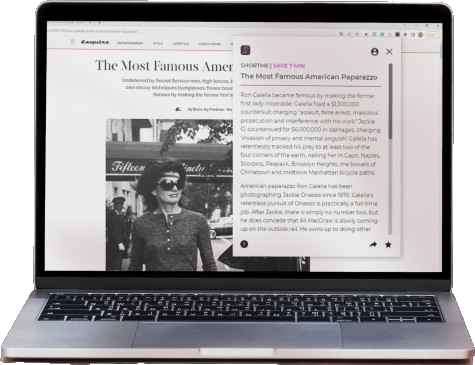 Esquire
ENTERTAINMENT
STYLE
LIFESTYLE
FOOD & DRINK
The Most Famous Amer
Undeterred by Secret Service men, high fences,
own decoy techniques (sunglasses, flower
famous by making the former first
By Bruce Jay Friedman
Fifteen
SHORTME | SAVE 7 MIN
The Most Famous American Paparazzo
Ron Galella became famous by making the former
first lady miserable. Galella filed a $1,300,000
countersuit charging "assault, false arrest, malicious
prosecution and interference with his work" Jackie
O. countersued for $6,000,000 in damages, charging
'invasion of privacy and mental anguish' Galella has
relentlessly tracked his prey to at least two of the
four corners of the earth, nailing her in Capri, Naples,
Scorpios, Peapack, Brooklyn Heights, the bowels of
Chinatown and midtown Manhattan bicycle paths.
American paparazzo Ron Galella has been
photographing Jackie Onassis since 1970. Galella's
relentless pursuit of Onassis is practically a full-time
job. After Jackie, there is simply no number two, but
he does concede that Ali MacGraw is slowly coming
up on the outside rail. He owns up to doing other